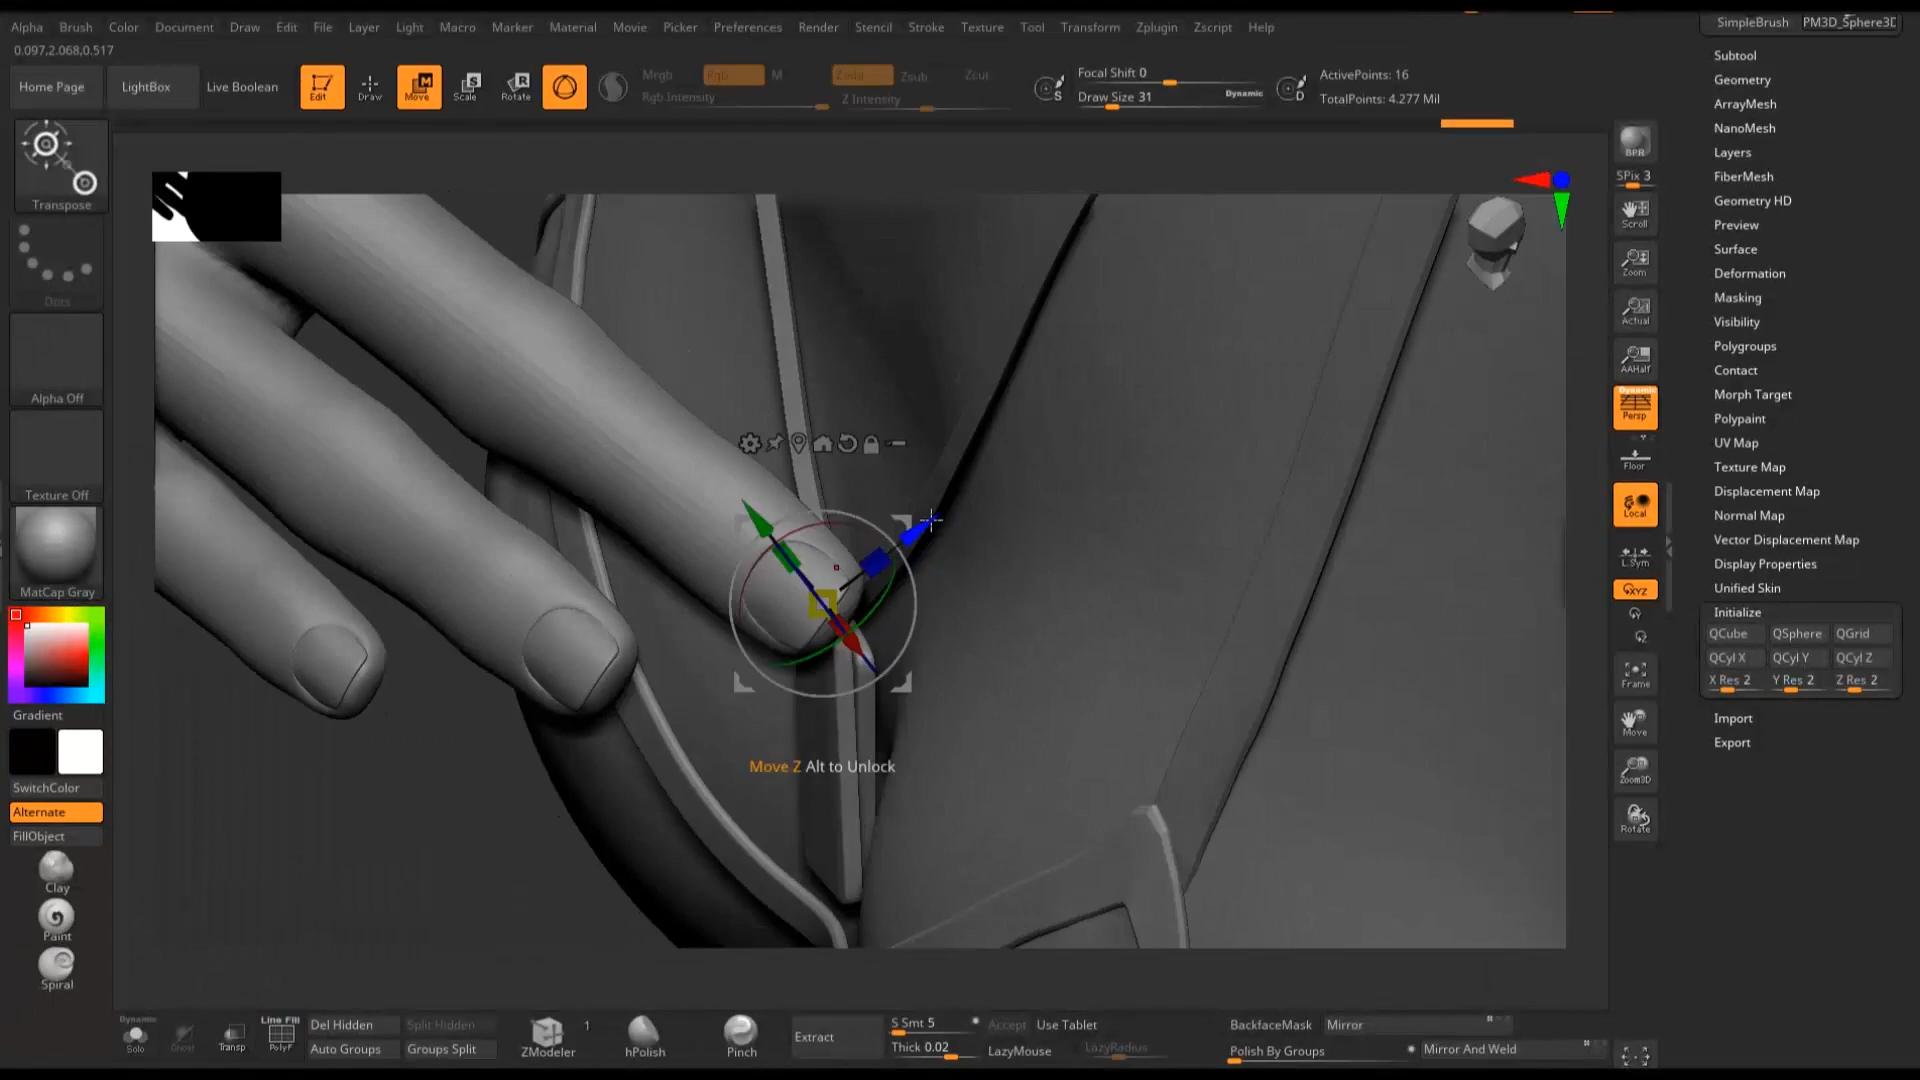 Alpha Brush Color Document Draw Edit File Layer Light Macro Marker Material Movie Picker Preferences Render Stencil Stroke Texture Tool Transform Zplugin Zscript Help
SimpleBrush PM3D_Sphere3D
0.097,2.068,0.517
Home Page
LightBox
Live Boolean
Edit
Draw
Move
Scale
Rotate
Mrgb Rgb M
Rgb Intensity
Zadd Zsub Zcut
Z Intensity
Focal Shift 0
Draw Size 31
Dynamic
ActivePoints: 16
TotalPoints: 4.277 Mil
Transpose
Dots
Alpha Off
Texture Off
MatCap Gray
Gradient
SwitchColor
Alternate
FillObject
Clay
Paint
Spiral
Move Z Alt to Unlock
BPR
SPix 3
Scroll
Zoom
Actual
AAHalf
Dynamic
Persp
Floor
Local
L.Sym
XYZ
Frame
Move
Zoom3D
Rotate
Subtool
Geometry
ArrayMesh
NanoMesh
Layers
FiberMesh
Geometry HD
Preview
Surface
Deformation
Masking
Visibility
Polygroups
Contact
Morph Target
Polypaint
UV Map
Texture Map
Displacement Map
Normal Map
Vector Displacement Map
Display Properties
Unified Skin
Initialize
QCube QSphere QGrid
QCyl X QCyl Y QCyl Z
X Res 2 Y Res 2 Z Res 2
Import
Export
Dynamic
Solo
Ghost
Transp
Line Fill
PolyF
Del Hidden Split Hidden
Auto Groups Groups Split
ZModeler
1
hPolish
Pinch
Extract
S Smt 5
Thick 0.02
Accept Use Tablet
LazyMouse LazyRadius
BackfaceMask Mirror
Polish By Groups Mirror And Weld